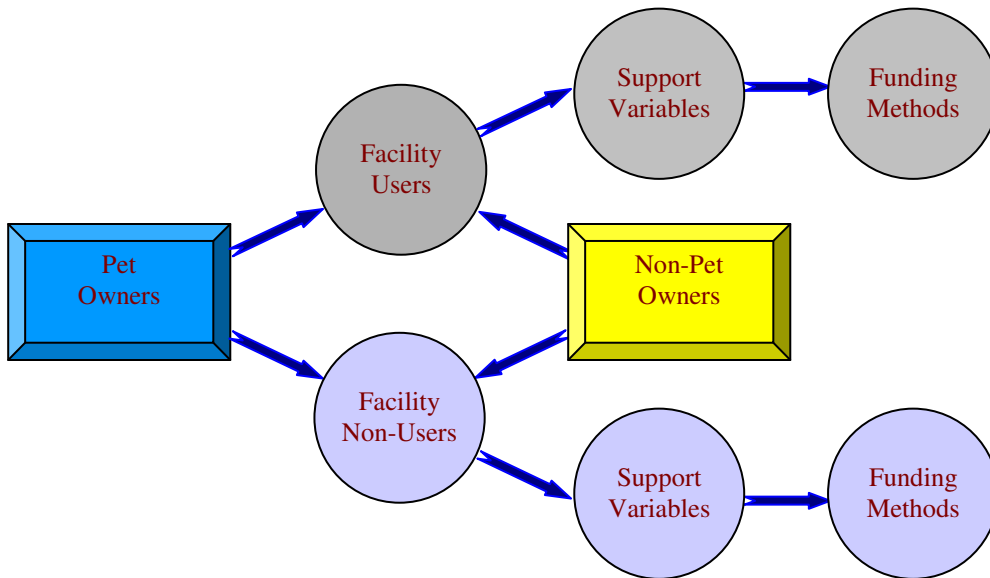 Support
Variables
Funding
Methods
Facility
Users
Pet
Owners
Non-Pet
Owners
Facility
Non-Users
Support
Variables
Funding
Methods